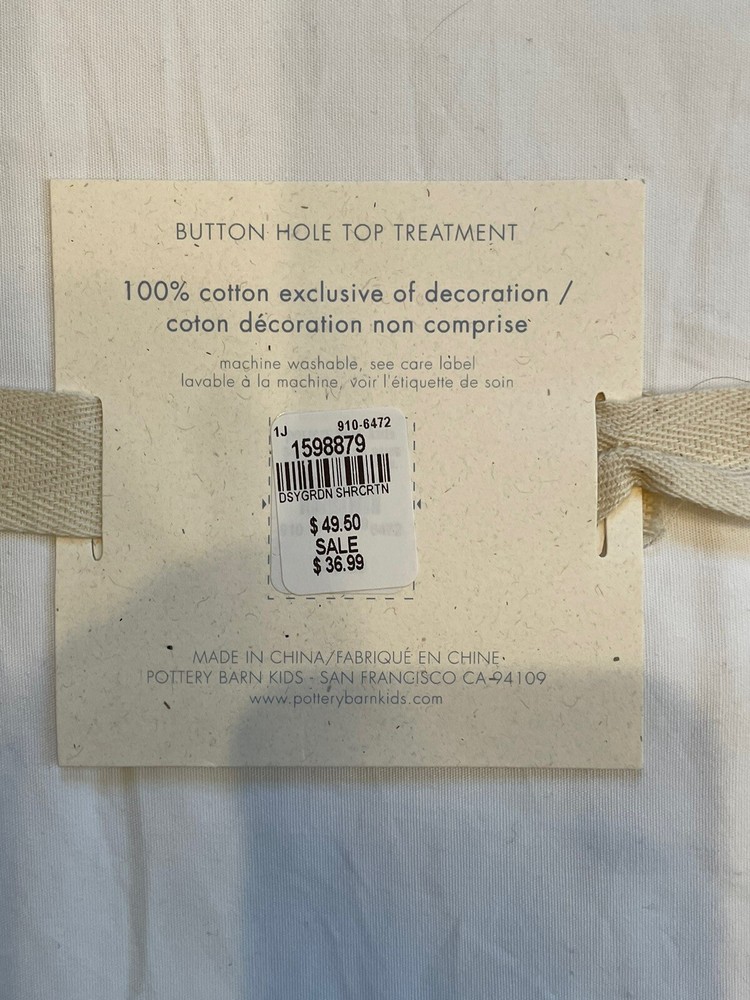 BUTTON HOLE TOP TREATMENT
100% cotton exclusive of decoration /
coton décoration non comprise
machine washable, see care label
lavable à la machine, voir l'étiquette de soin
1J 910-6472
1598879
DSYGRDN SHRCRTN
$ 49.50
SALE
$ 36.99
MADE IN CHINA/FABRIQUÉ EN CHINE
POTTERY BARN KIDS - SAN FRANCISCO CA 94109
www.potterybarnkids.com